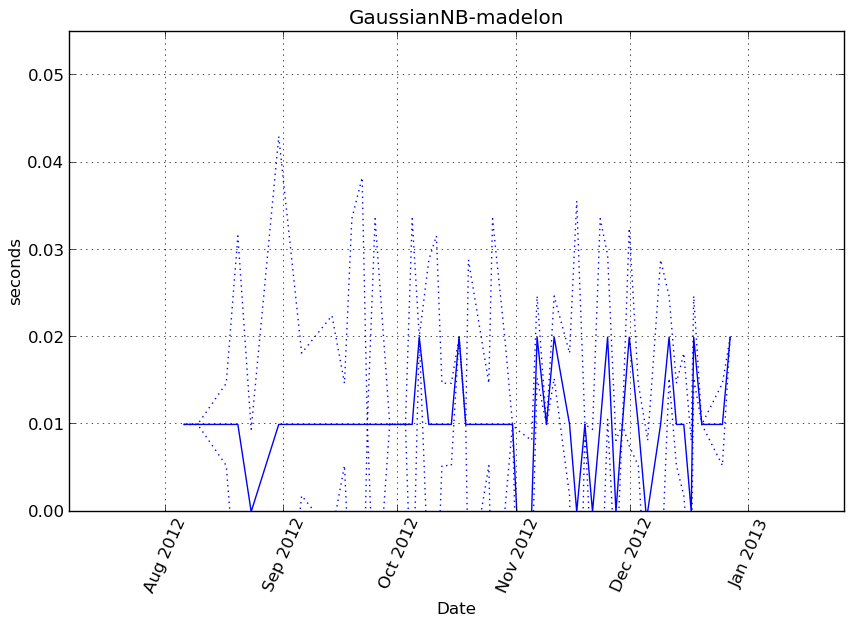 GaussianNB-madelon
0.05
0.04
0.03
0.02
0.01
0.00
seconds
Aug 2012
Sep 2012
Oct 2012
Nov 2012
Dec 2012
Jan 2013
Date